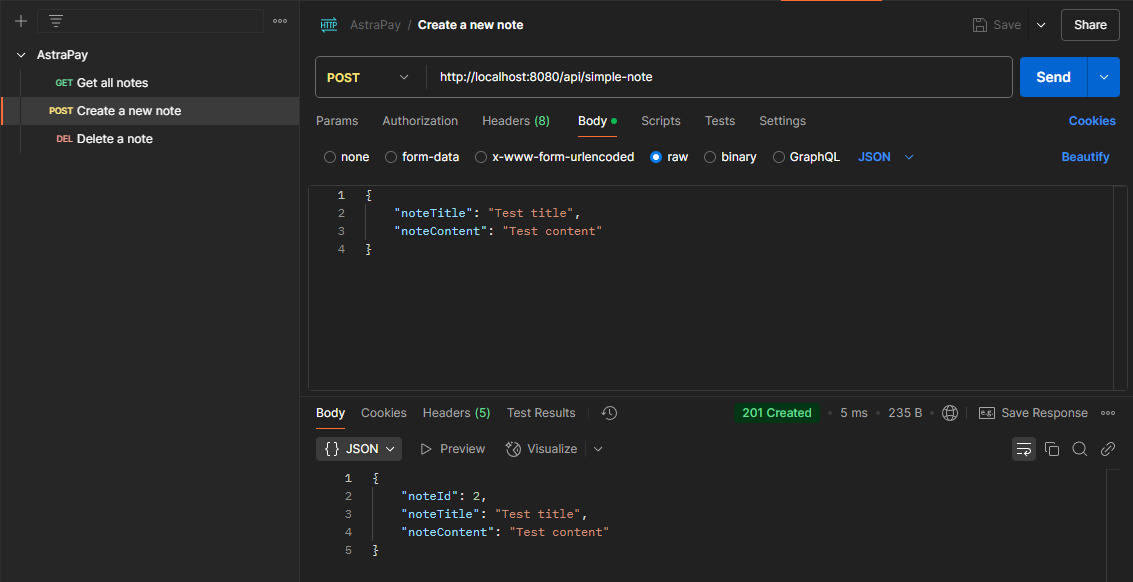 AstraPay
GET Get all notes
POST Create a new note
DEL Delete a note
HTTP AstraPay / Create a new note
Save
Share
POST http://localhost:8080/api/simple-note
Send
Params Authorization Headers (8) Body Scripts Tests Settings Cookies
none form-data x-www-form-urlencoded raw binary GraphQL JSON Beautify
1 {
2 "noteTitle": "Test title",
3 "noteContent": "Test content"
4 }
Body Cookies Headers (5) Test Results 201 Created • 5 ms • 235 B • e.g. Save Response
{} JSON Preview Visualize
1 {
2 "noteId": 2,
3 "noteTitle": "Test title",
4 "noteContent": "Test content"
5 }